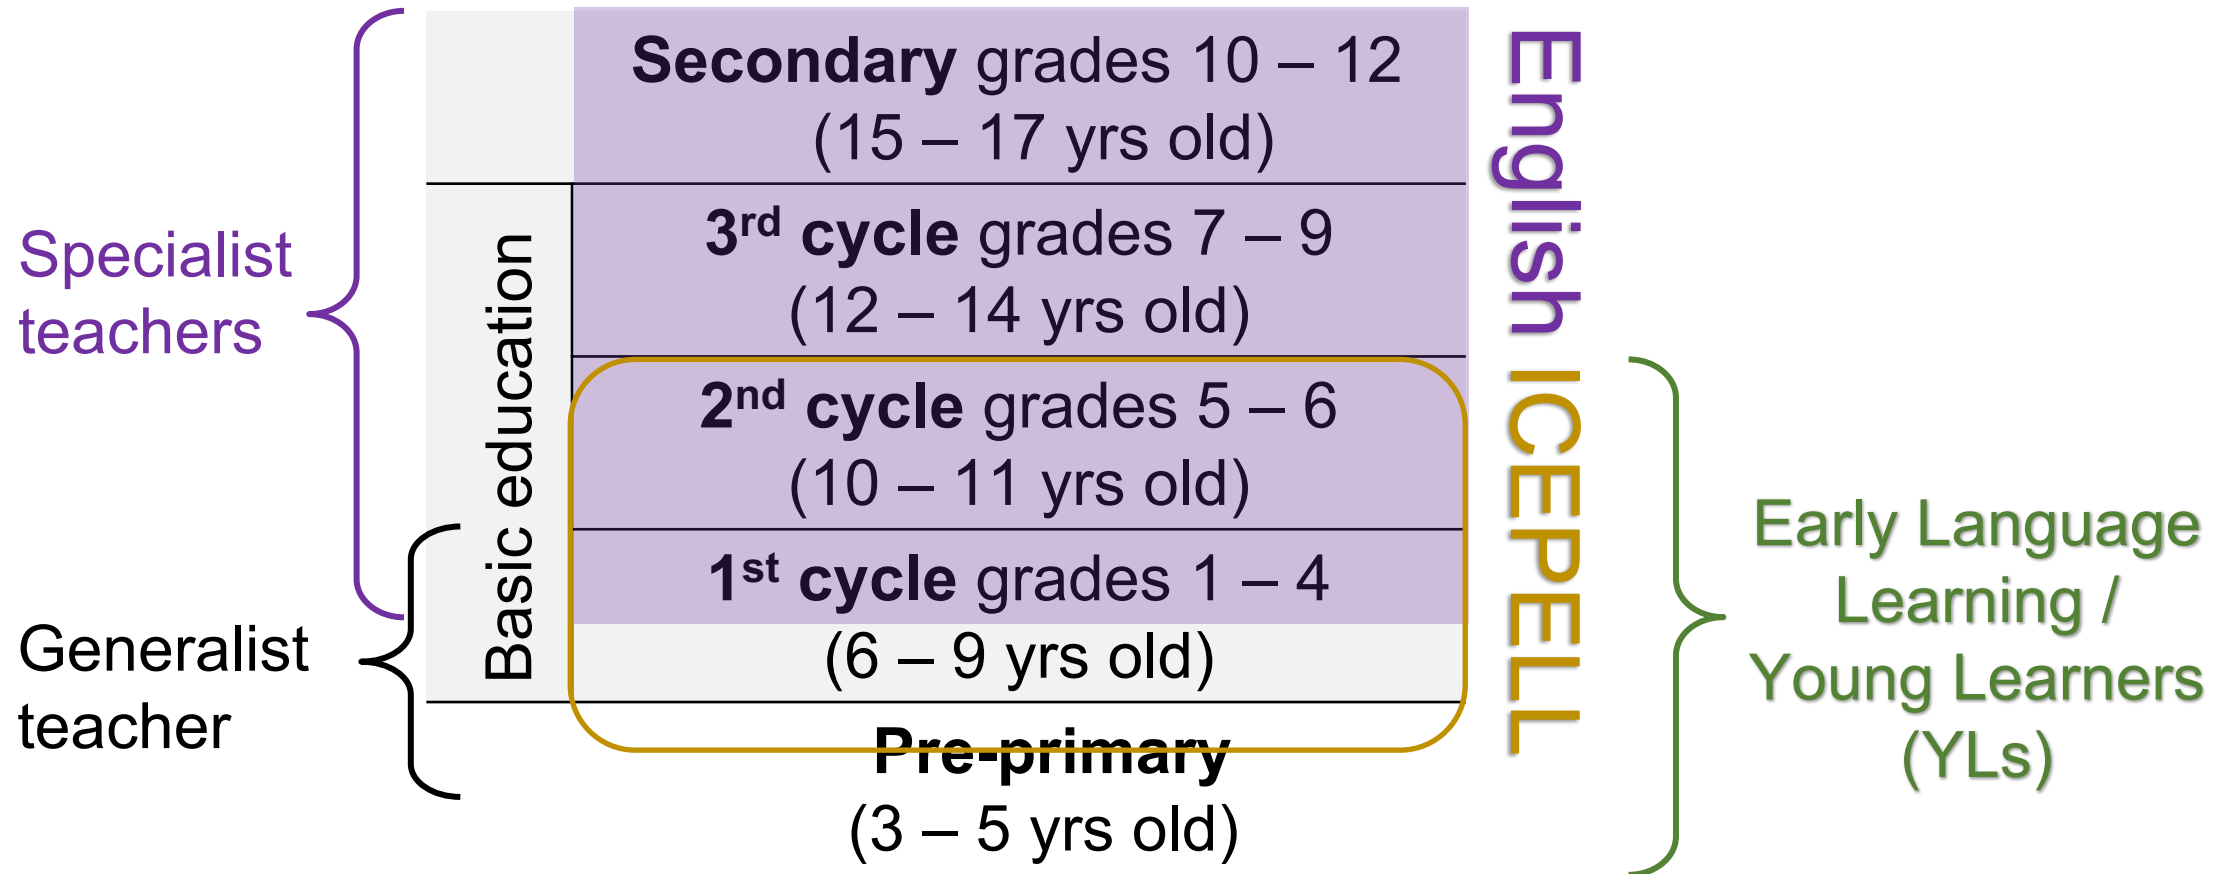 Specialist
teachers
Generalist
teacher
Basic education
Secondary grades 10 – 12
(15 – 17 yrs old)
3rd cycle grades 7 – 9
(12 – 14 yrs old)
2nd cycle grades 5 – 6
(10 – 11 yrs old)
1st cycle grades 1 – 4
(6 – 9 yrs old)
Pre-primary
(3 – 5 yrs old)
English
ICEPELL
Early Language
Learning /
Young Learners
(YLs)